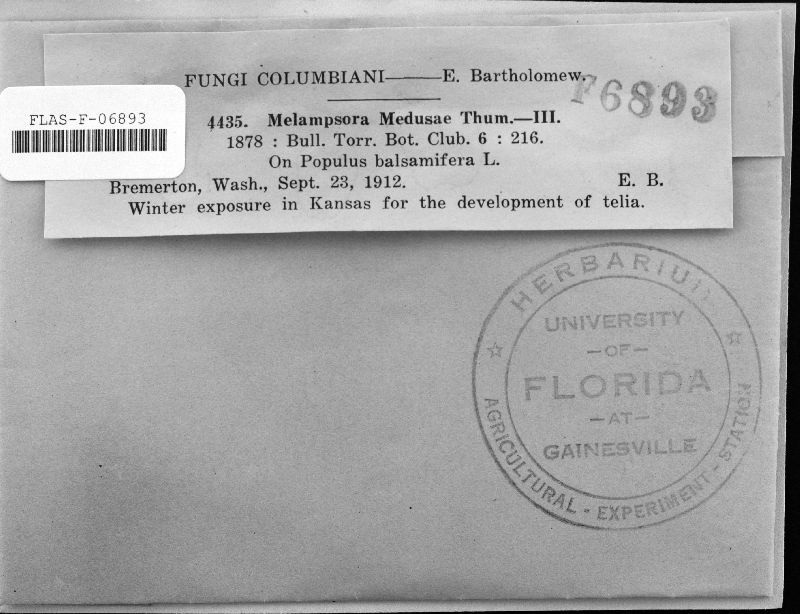 FUNGI COLUMBIANI——E. Bartholomew.
F6893
FLAS-F-06893
4435. Melampsora Medusae Thum.—III.
1878 : Bull. Torr. Bot. Club. 6 : 216.
On Populus balsamifera L.
Bremerton, Wash., Sept. 23, 1912. E. B.
Winter exposure in Kansas for the development of telia.
HERBARIUM
UNIVERSITY
—OF—
FLORIDA
—AT—
GAINESVILLE
AGRICULTURAL - EXPERIMENT - STATION